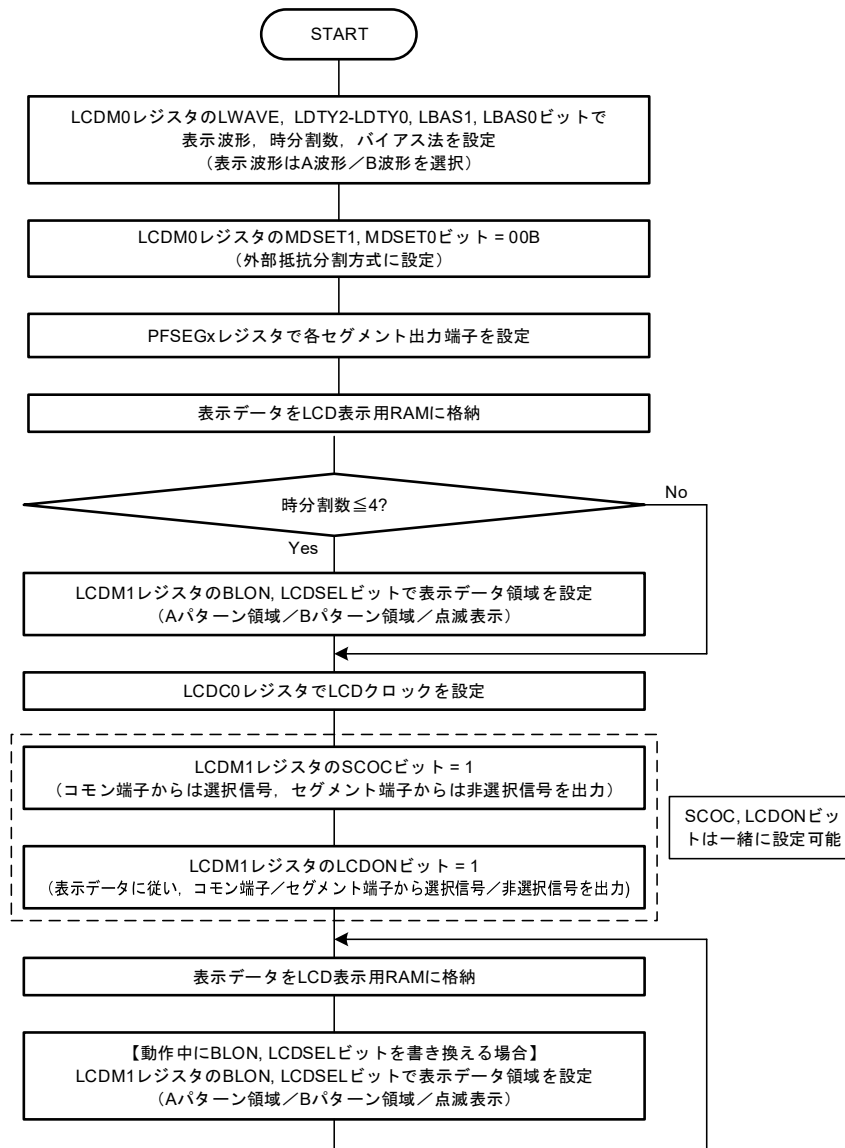 START
LCDM0レジスタのLWAVE, LDTY2-LDTY0, LBAS1, LBAS0ビットで
表示波形，時分割数，バイアス法を設定
（表示波形はA波形／B波形を選択）
LCDM0レジスタのMDSET1, MDSET0ビット = 00B
（外部抵抗分割方式に設定）
PFSEGxレジスタで各セグメント出力端子を設定
表示データをLCD表示用RAMに格納
時分割数≦4?
No
Yes
LCDM1レジスタのBLON, LCDSELビットで表示データ領域を設定
（Aパターン領域／Bパターン領域／点滅表示）
LCDC0レジスタでLCDクロックを設定
LCDM1レジスタのSCOCビット = 1
（コモン端子からは選択信号，セグメント端子からは非選択信号を出力）
SCOC, LCDONビッ
トは一緒に設定可能
LCDM1レジスタのLCDONビット = 1
（表示データに従い，コモン端子／セグメント端子から選択信号／非選択信号を出力)
表示データをLCD表示用RAMに格納
【動作中にBLON, LCDSELビットを書き換える場合】
LCDM1レジスタのBLON, LCDSELビットで表示データ領域を設定
（Aパターン領域／Bパターン領域／点滅表示）